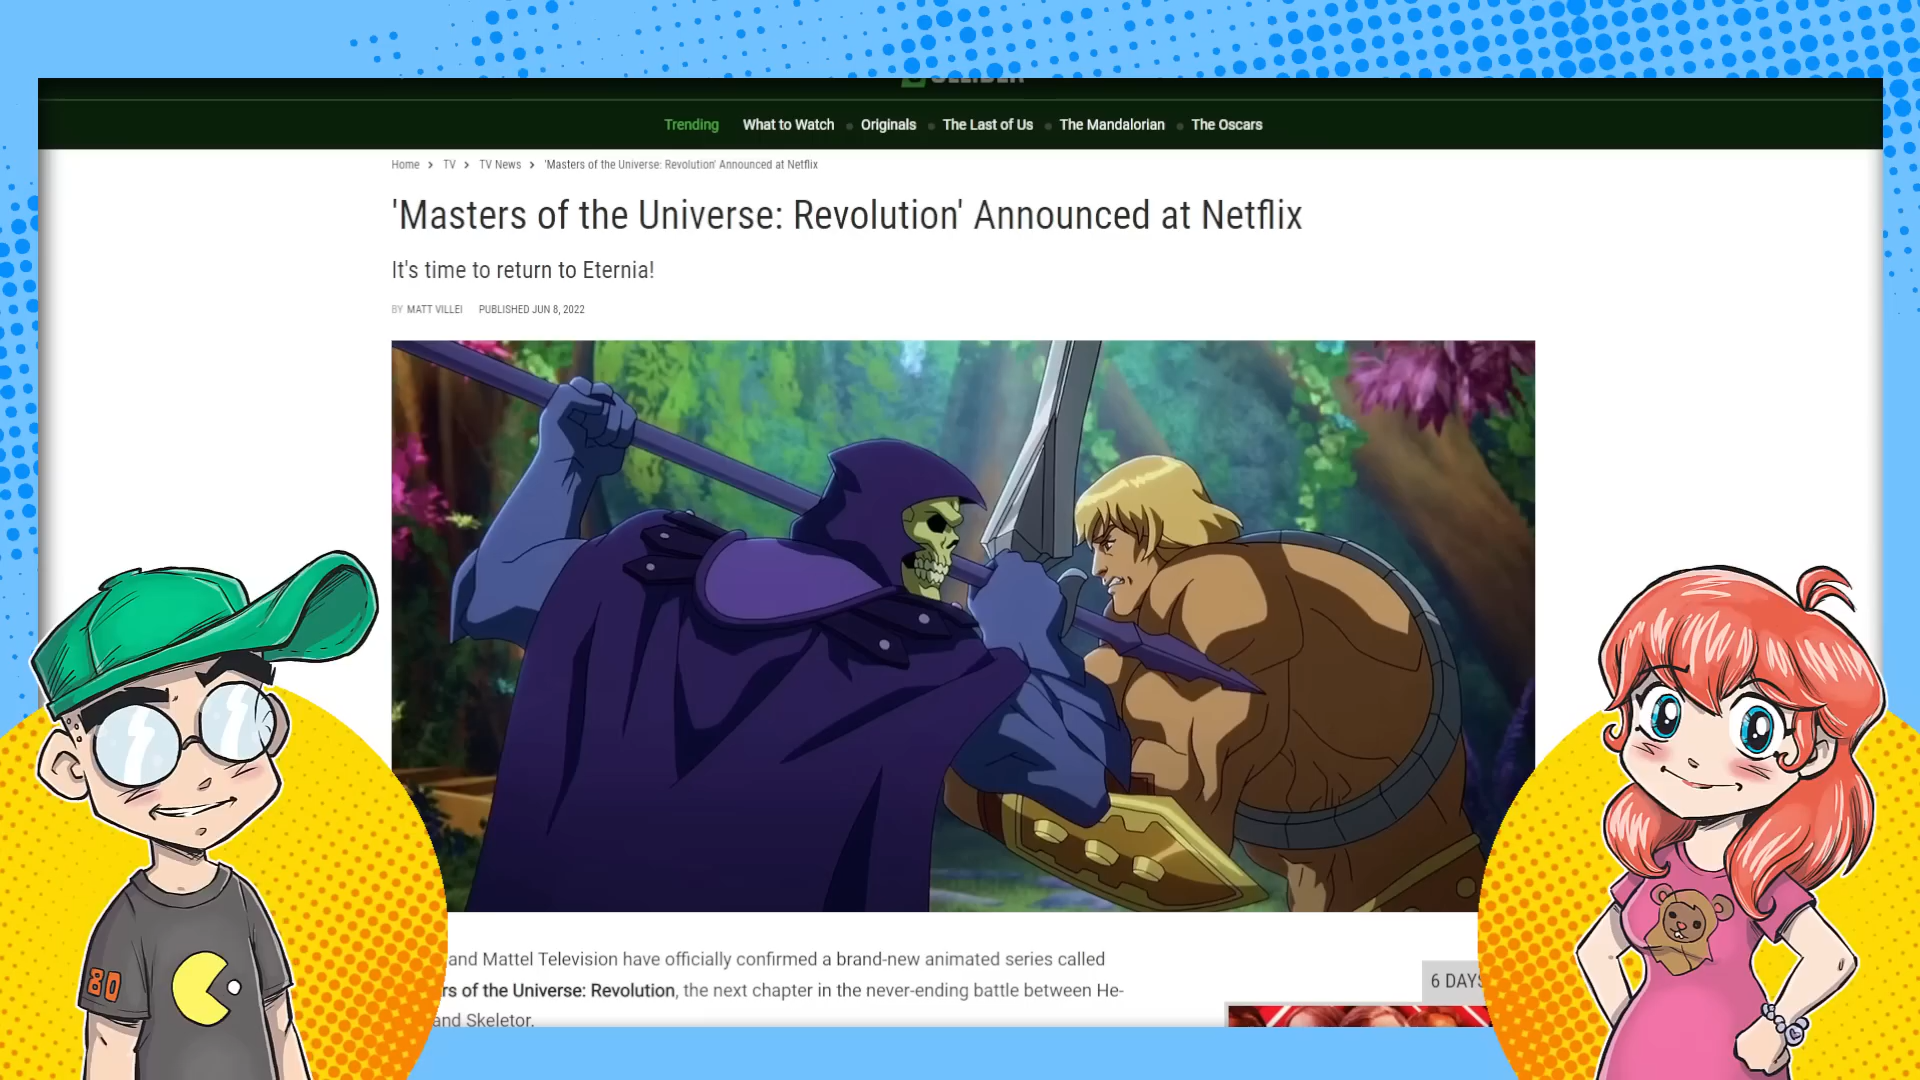 Trending What to Watch Originals The Last of Us The Mandalorian The Oscars
Home > TV > TV News > 'Masters of the Universe: Revolution' Announced at Netflix
'Masters of the Universe: Revolution' Announced at Netflix
It's time to return to Eternia!
BY MATT VILLEI PUBLISHED JUN 8, 2022
and Mattel Television have officially confirmed a brand-new animated series called
rs of the Universe: Revolution, the next chapter in the never-ending battle between He-
and Skeletor.
6 DAYS
80